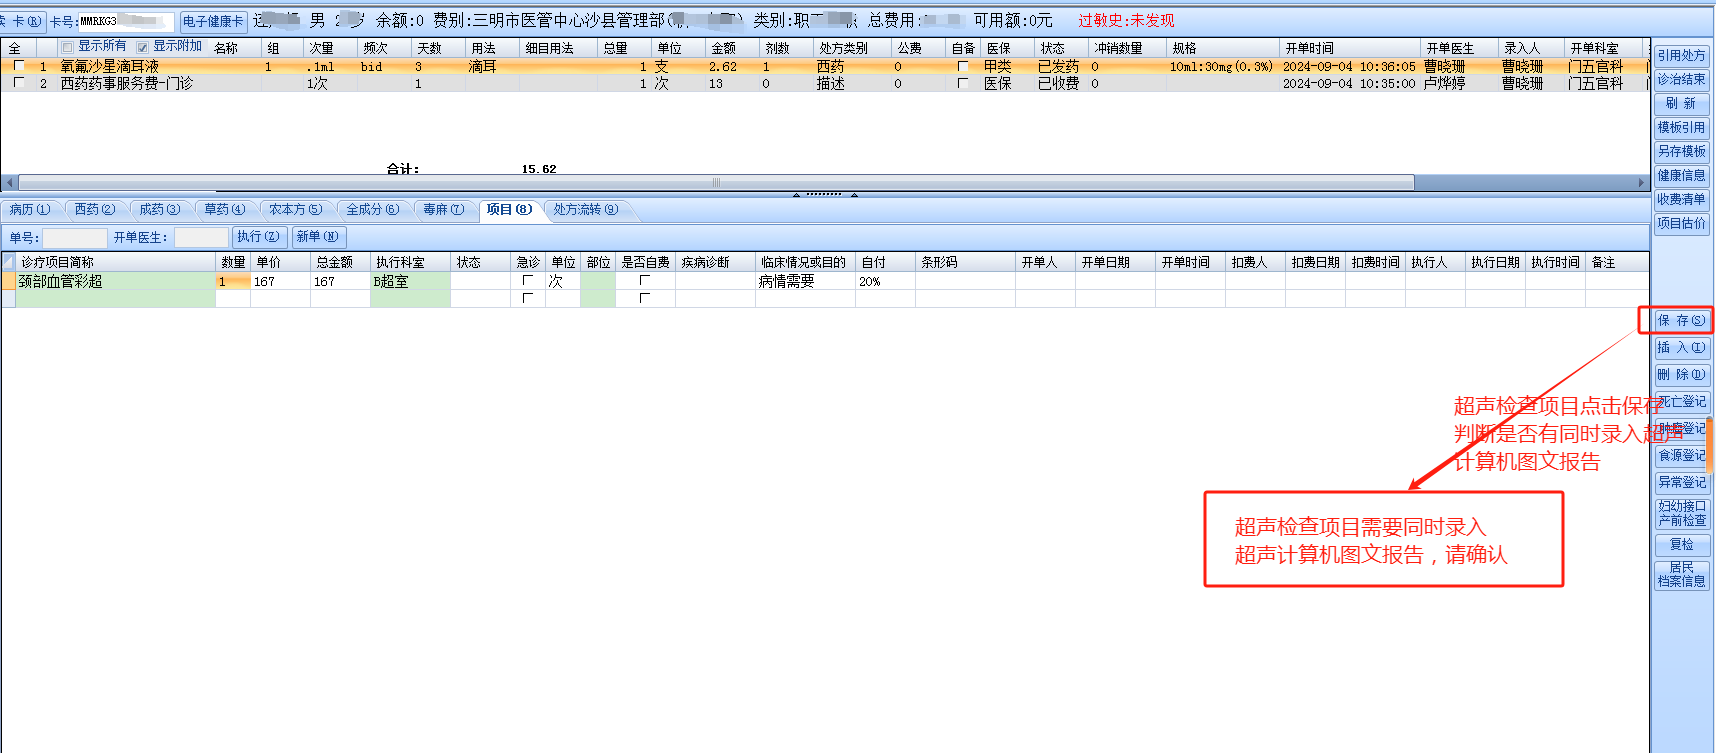 卡(R) 卡号: MMRKG3 电子健康卡 男 余额:0 费别:三明市医管中心沙县管理部( 类别:职 总费用: 可用额:0元 过敏史:未发现
全 显示所有 显示附加 名称 组 次量 频次 天数 用法 细目用法 总量 单位 金额 剂数 处方类别 公费 自备 医保 状态 冲销数量 规格 开单时间 开单医生 录入人 开单科室
1 氧氟沙星滴耳液 1 .1ml bid 3 滴耳 1 支 2.62 1 西药 0 甲类 已发药 0 10ml:30mg(0.3%) 2024-09-04 10:36:05 曹晓珊 曹晓珊 门五官科
2 西药药事服务费-门诊 1次 1 1 次 13 0 描述 0 医保 已收费 0 2024-09-04 10:35:00 卢烨婷 曹晓珊 门五官科
合计: 15.62
引用处方
诊治结束
刷 新
模板引用
另存模板
健康信息
收费清单
项目估价
病历(1) 西药(2) 成药(3) 草药(4) 农本方(5) 全成分(6) 毒麻(7) 项目(8) 处方流转(9)
单号: 开单医生: 执行(Z) 新单(N)
诊疗项目简称 数量 单价 总金额 执行科室 状态 急诊 单位 部位 是否自费 疾病诊断 临床情况或目的 自付 条形码 开单人 开单日期 开单时间 扣费人 扣费日期 扣费时间 执行人 执行日期 执行时间 备注
颈部血管彩超 1 167 167 B超室 次 病情需要 20%
保 存(S)
插 入(I)
删 除(D)
死亡登记
肿瘤登记
食源登记
异常登记
妇幼接口
产前检查
复检
居民
档案信息
超声检查项目点击保存
判断是否有同时录入超声
计算机图文报告
超声检查项目需要同时录入
超声计算机图文报告，请确认